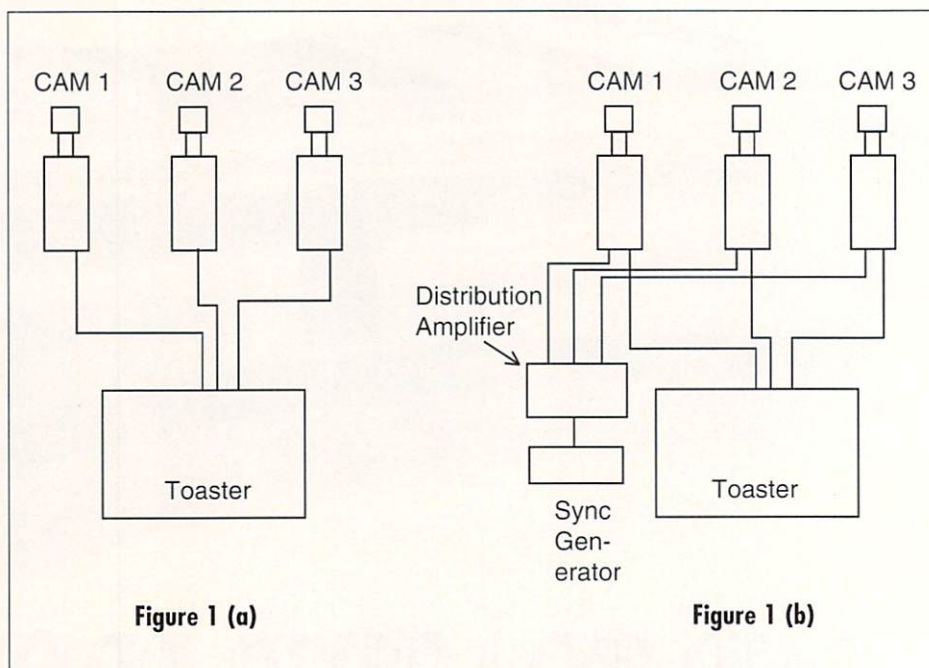 CAM 1
CAM 2
CAM 3
Toaster
Figure 1 (a)
CAM 1
CAM 2
CAM 3
Distribution
Amplifier
Toaster
Sync
Gen-
erator
Figure 1 (b)